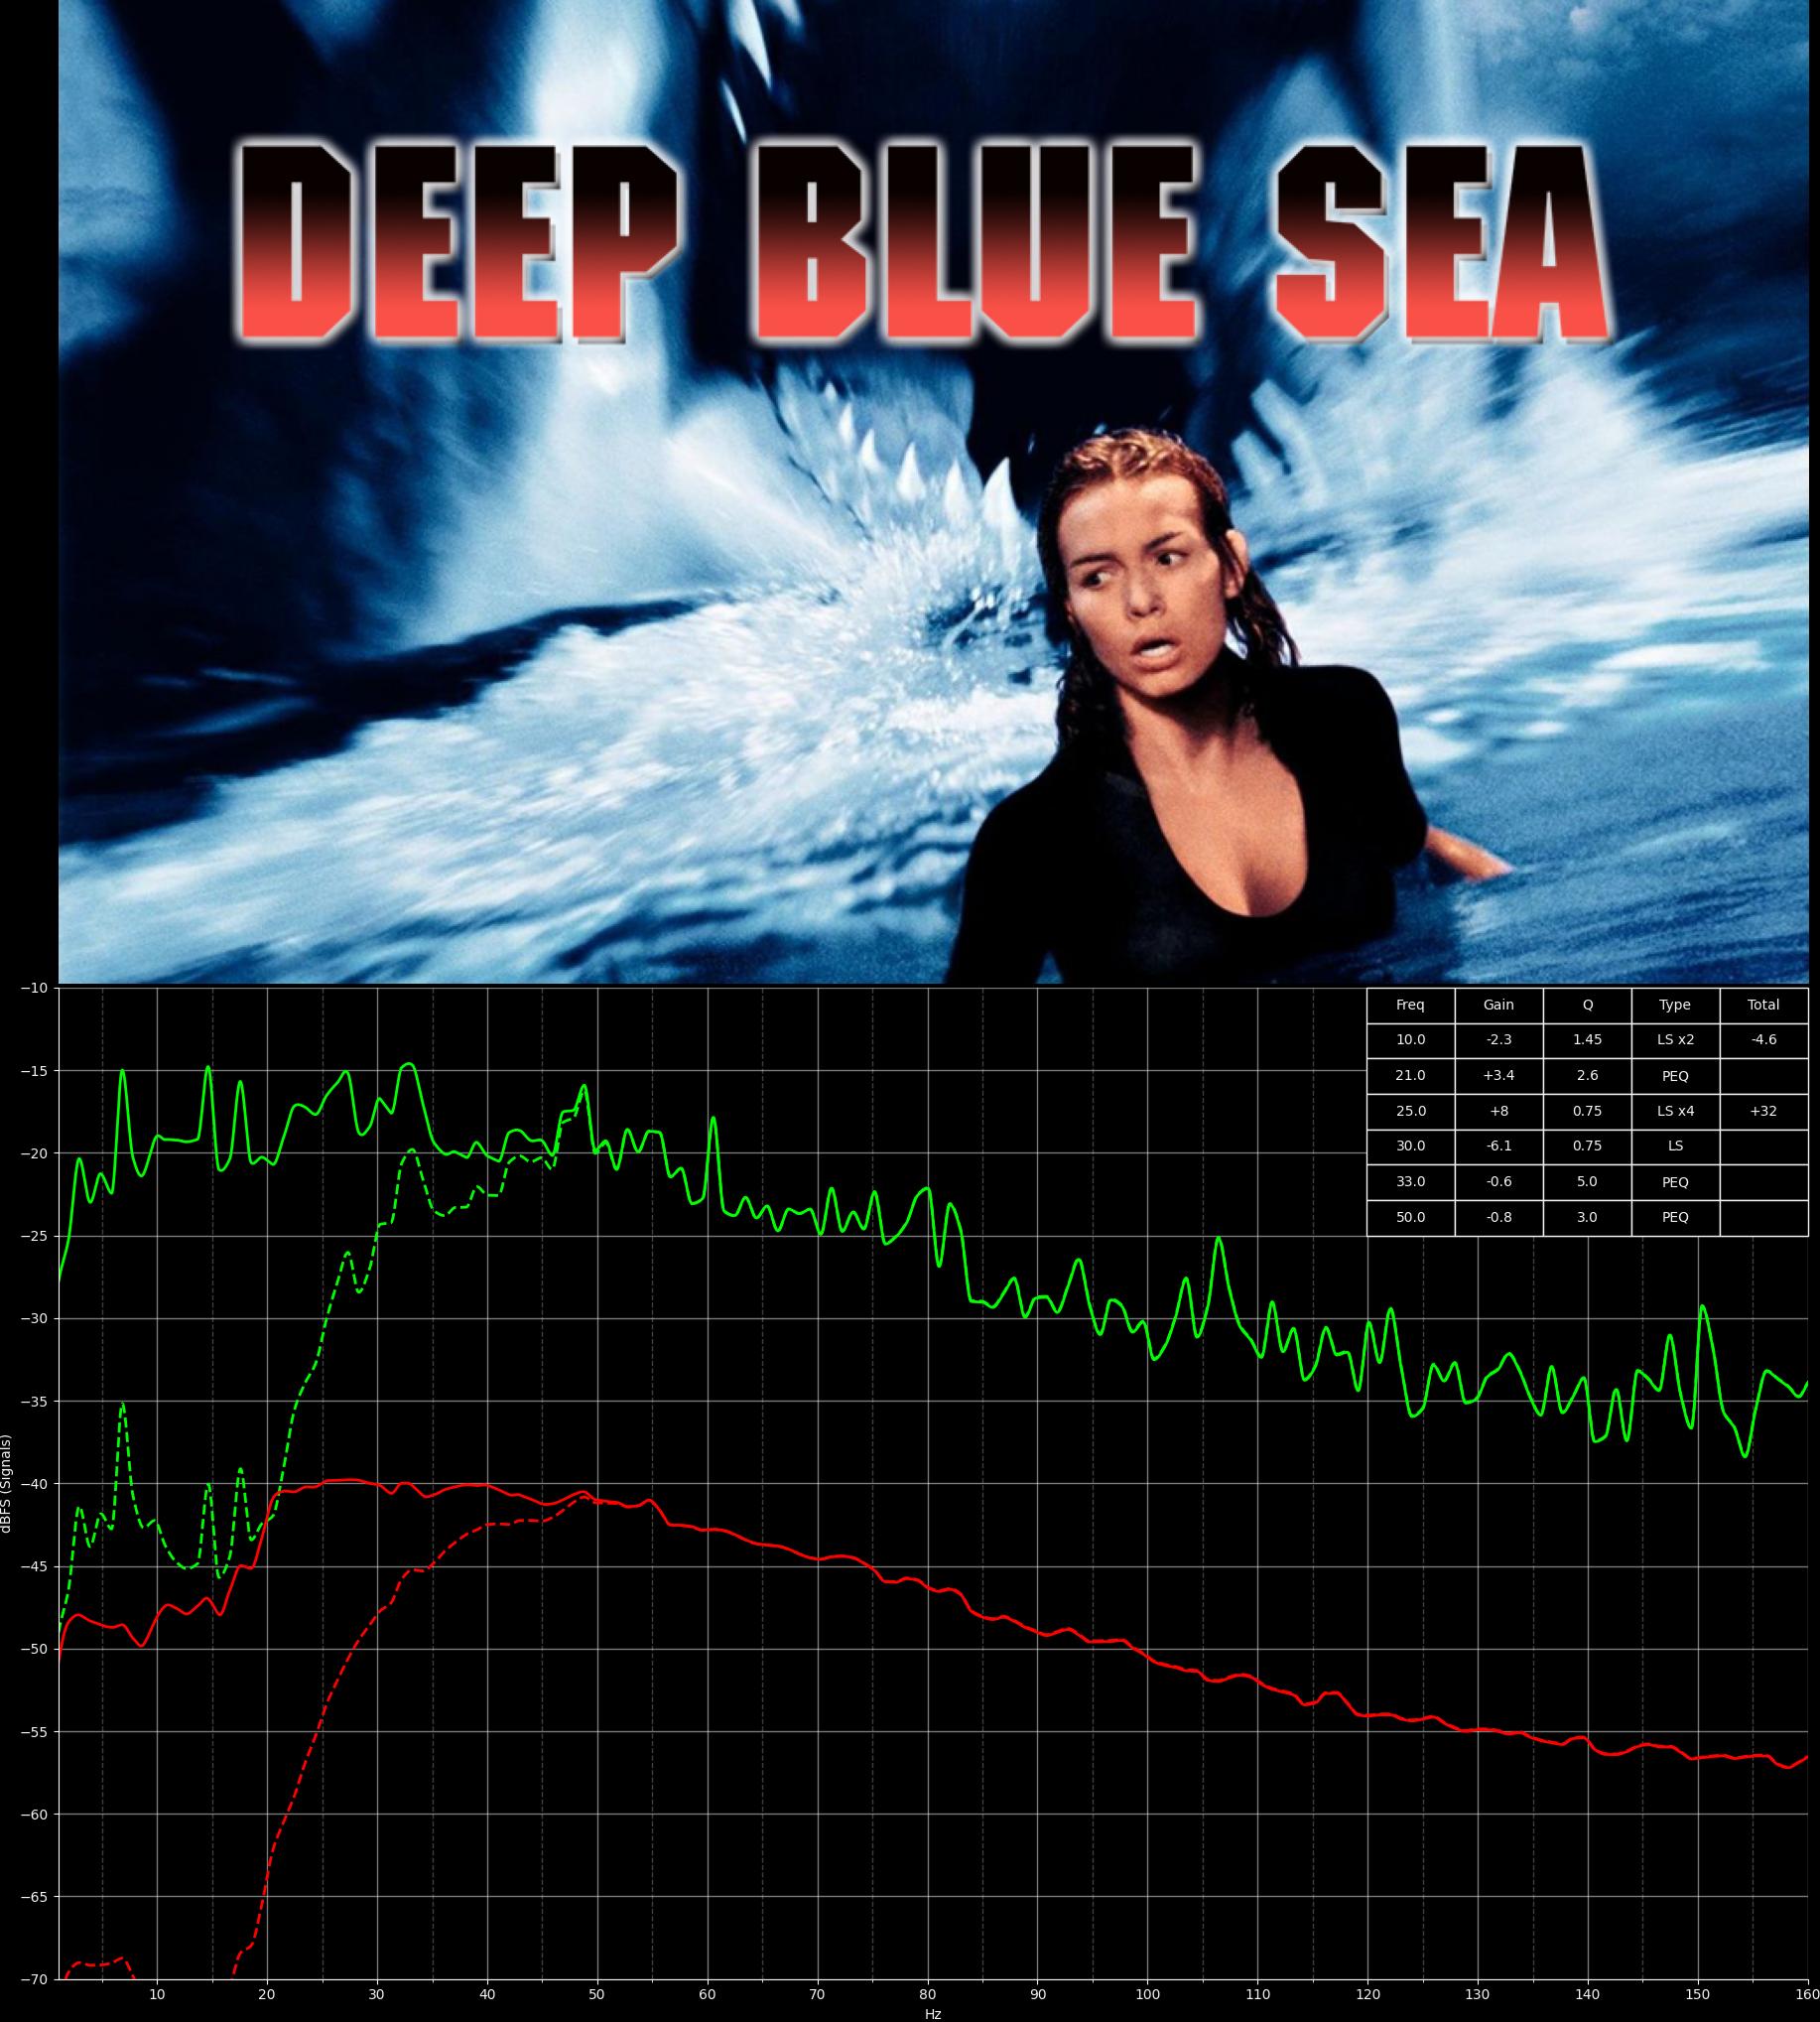 DEEP BLUE SEA
Freq Gain Q Type Total
10.0 -2.3 1.45 LS x2 -4.6
21.0 +3.4 2.6 PEQ
25.0 +8 0.75 LS x4 +32
30.0 -6.1 0.75 LS
33.0 -0.6 5.0 PEQ
50.0 -0.8 3.0 PEQ
−10
−15
−20
−25
−30
−35
−40
−45
−50
−55
−60
−65
−70
dBFS (Signals)
10 20 30 40 50 60 70 80 90 100 110 120 130 140 150 160
Hz